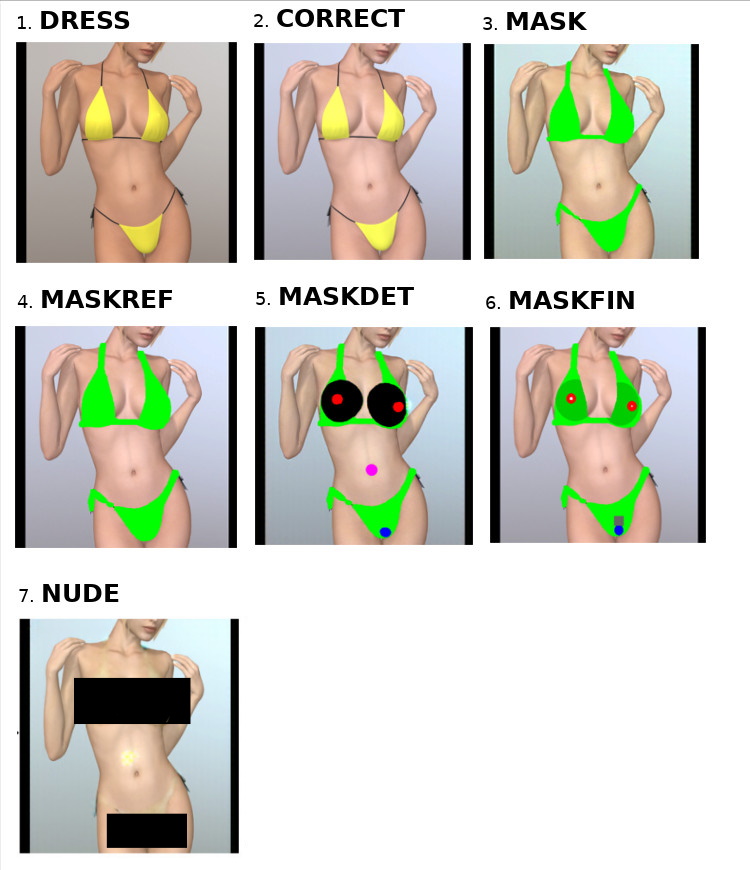 1. DRESS
2. CORRECT
3. MASK
4. MASKREF
5. MASKDET
6. MASKFIN
7. NUDE